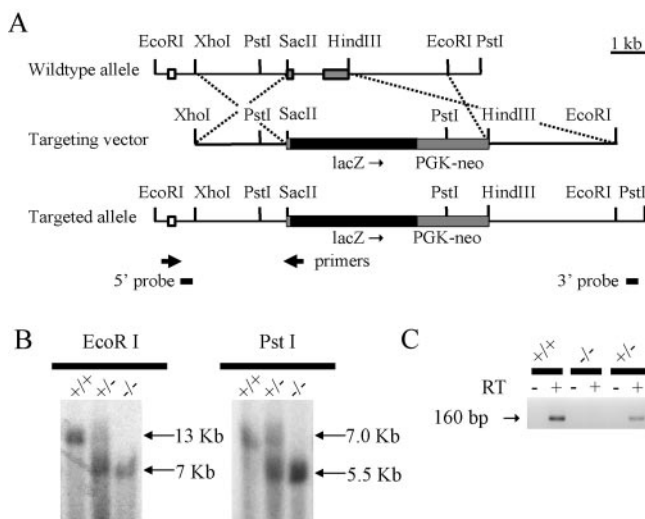 A
EcoRI XhoI PstI SacII HindIII EcoRI PstI
1 kb
Wildtype allele
XhoI PstI SacII PstI HindIII EcoRI
Targeting vector
lacZ → PGK-neo
EcoRI XhoI PstI SacII PstI HindIII EcoRI PstI
Targeted allele
lacZ → PGK-neo
primers
5' probe 3' probe
B
EcoR I Pst I
+/+ +/- -/- +/+ +/- -/-
13 Kb 7.0 Kb
7 Kb 5.5 Kb
C
+/+ -/- +/-
RT - + - + - +
160 bp →